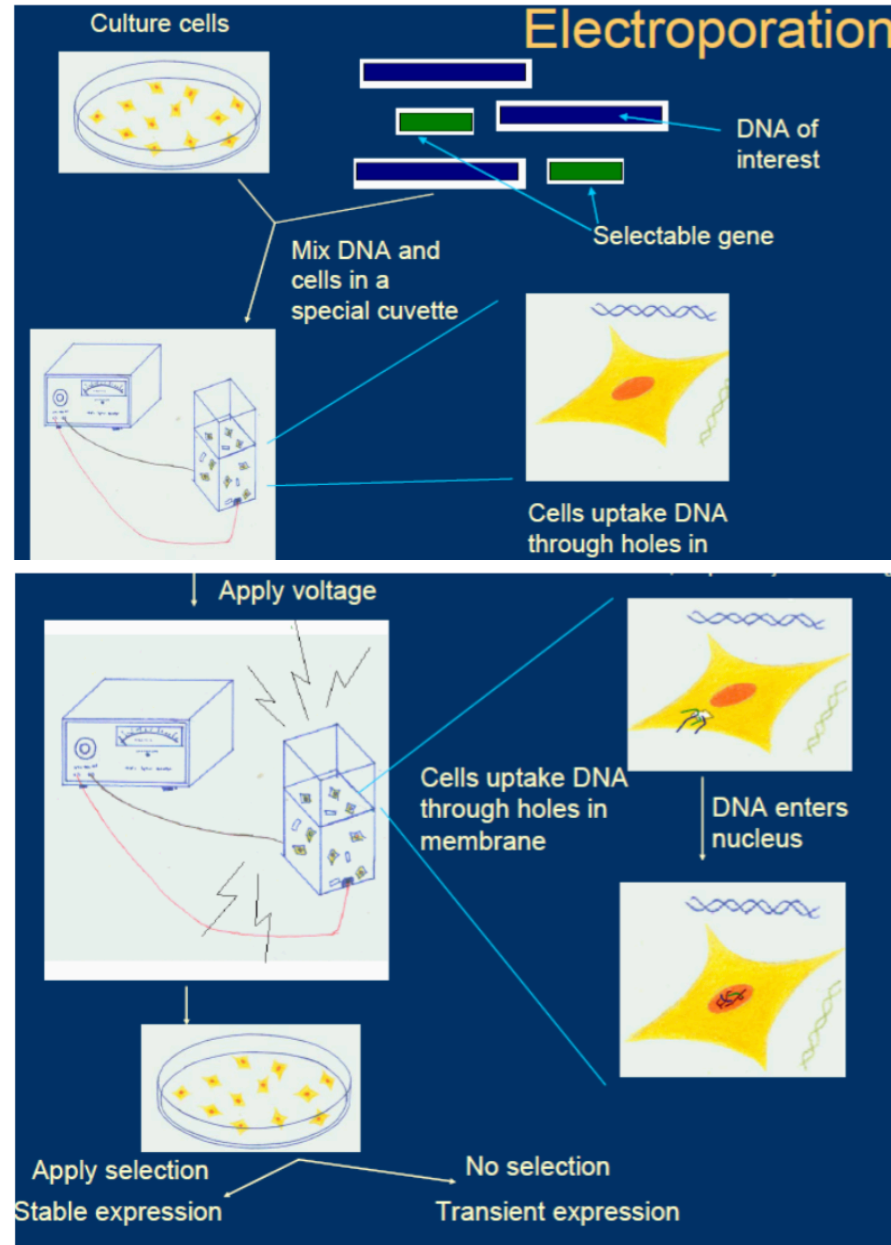 Electroporation
Culture cells
DNA of
interest
Selectable gene
Mix DNA and
cells in a
special cuvette
Cells uptake DNA
through holes in
Apply voltage
Cells uptake DNA
through holes in
membrane
DNA enters
nucleus
Apply selection
No selection
Stable expression
Transient expression